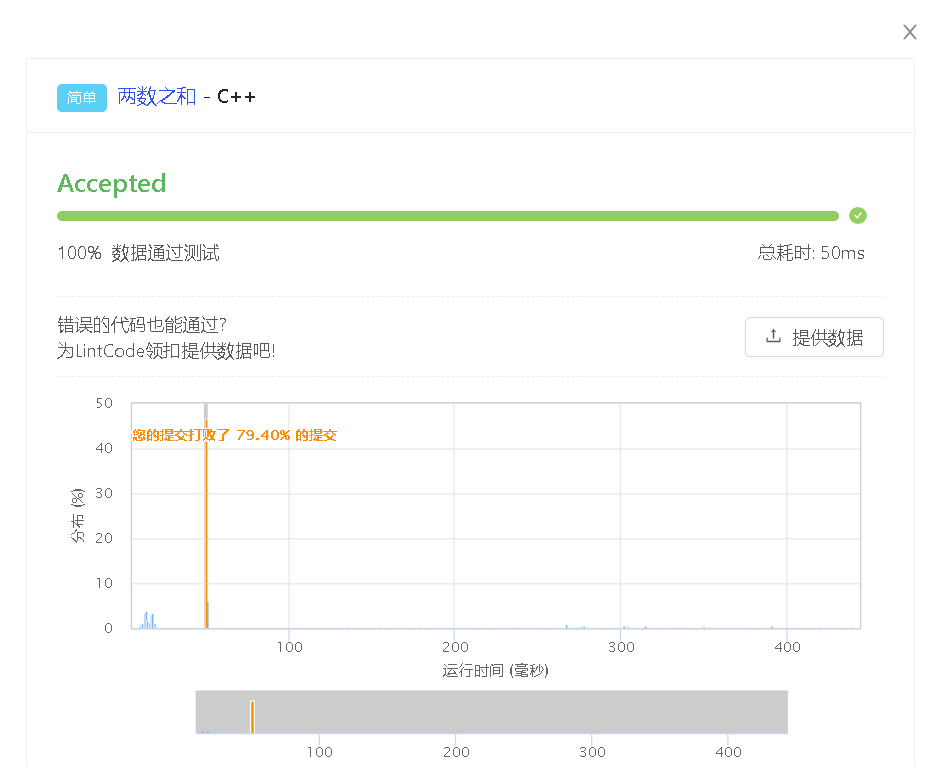 简单 两数之和 - C++
Accepted
100% 数据通过测试 总耗时: 50ms
错误的代码也能通过?
为LintCode领扣提供数据吧!
提供数据
50
您的提交打败了 79.40% 的提交
40
30
20
10
0
分布 (%)
100 200 300 400
运行时间 (毫秒)
100 200 300 400